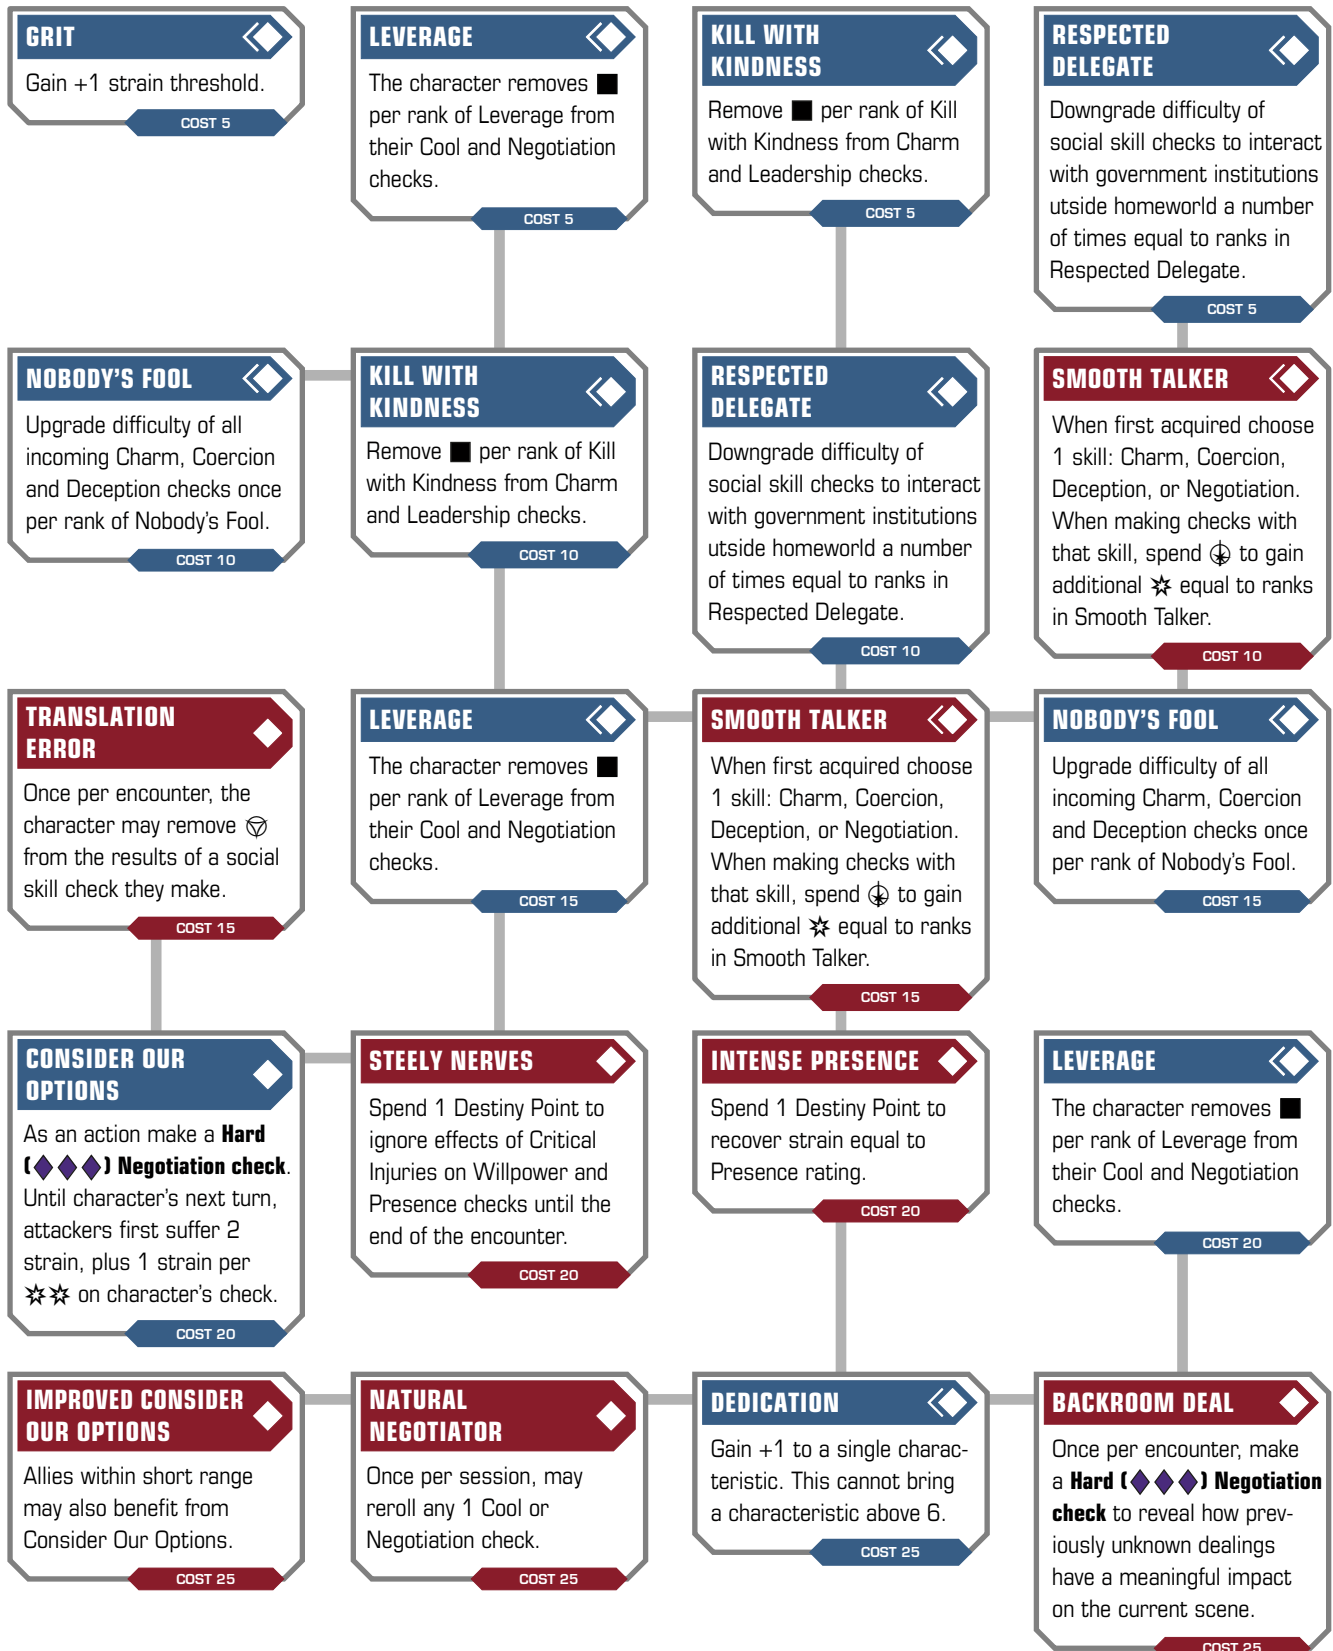 GRIT
Gain +1 strain threshold.
COST 5
LEVERAGE
The character removes
per rank of Leverage from
their Cool and Negotiation
checks.
COST 5
KILL WITH
KINDNESS
Remove per rank of Kill
with Kindness from Charm
and Leadership checks.
COST 5
RESPECTED
DELEGATE
Downgrade difficulty of
social skill checks to interact
with government institutions
utside homeworld a number
of times equal to ranks in
Respected Delegate.
COST 5
NOBODY'S FOOL
Upgrade difficulty of all
incoming Charm, Coercion
and Deception checks once
per rank of Nobody's Fool.
COST 10
KILL WITH
KINDNESS
Remove per rank of Kill
with Kindness from Charm
and Leadership checks.
COST 10
RESPECTED
DELEGATE
Downgrade difficulty of
social skill checks to interact
with government institutions
utside homeworld a number
of times equal to ranks in
Respected Delegate.
COST 10
SMOOTH TALKER
When first acquired choose
1 skill: Charm, Coercion,
Deception, or Negotiation.
When making checks with
that skill, spend to gain
additional equal to ranks
in Smooth Talker.
COST 10
TRANSLATION
ERROR
Once per encounter, the
character may remove
from the results of a social
skill check they make.
COST 15
LEVERAGE
The character removes
per rank of Leverage from
their Cool and Negotiation
checks.
COST 15
SMOOTH TALKER
When first acquired choose
1 skill: Charm, Coercion,
Deception, or Negotiation.
When making checks with
that skill, spend to gain
additional equal to ranks
in Smooth Talker.
COST 15
NOBODY'S FOOL
Upgrade difficulty of all
incoming Charm, Coercion
and Deception checks once
per rank of Nobody's Fool.
COST 15
CONSIDER OUR
OPTIONS
As an action make a Hard
( ) Negotiation check.
Until character's next turn,
attackers first suffer 2
strain, plus 1 strain per
on character's check.
COST 20
STEELY NERVES
Spend 1 Destiny Point to
ignore effects of Critical
Injuries on Willpower and
Presence checks until the
end of the encounter.
COST 20
INTENSE PRESENCE
Spend 1 Destiny Point to
recover strain equal to
Presence rating.
COST 20
LEVERAGE
The character removes
per rank of Leverage from
their Cool and Negotiation
checks.
COST 20
IMPROVED CONSIDER
OUR OPTIONS
Allies within short range
may also benefit from
Consider Our Options.
COST 25
NATURAL
NEGOTIATOR
Once per session, may
reroll any 1 Cool or
Negotiation check.
COST 25
DEDICATION
Gain +1 to a single charac-
teristic. This cannot bring
a characteristic above 6.
COST 25
BACKROOM DEAL
Once per encounter, make
a Hard ( ) Negotiation
check to reveal how prev-
iously unknown dealings
have a meaningful impact
on the current scene.
COST 25